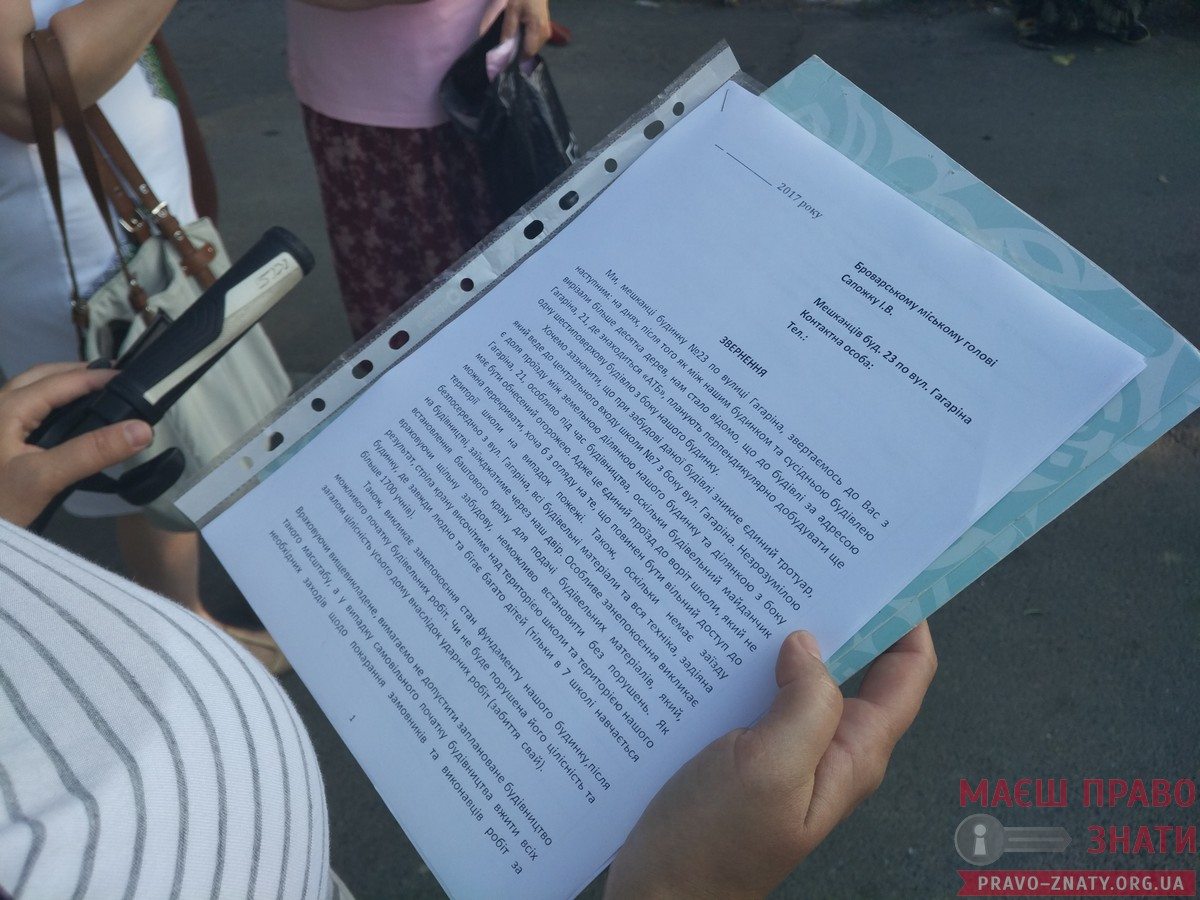 __ ________ 2017 року
Броварському міському голові
Сапожку І.В.
Мешканців буд. 23 по вул. Гагаріна
Контактна особа:
Тел.:
ЗВЕРНЕННЯ
Ми, мешканці будинку №23 по вулиці Гагаріна, звертаємось до Вас з
наступним: на днях, після того як між нашим будинком та сусідньою будівлею
вирізали більше десятка дерев, нам стало відомо, що до будівлі за адресою
Гагаріна, 21, де знаходиться «АТБ», планують перпендикулярно добудувати ще
одну шестиповерхову будівлю з боку нашого будинку.
Хочемо зазначити, що при забудові даної будівлі зникне єдиний тротуар,
який веде до центрального входу школи №7 з боку вул. Гагаріна. Незрозумілою
є доля проїзду між земельною ділянкою нашого будинку та ділянкою з боку
Гагаріна, 21, особливо під час будівництва, оскільки будівельний майданчик
має бути обнесений огорожею. Адже це єдиний проїзд до воріт школи, який не
можна перекривати, хоча б з огляду на те, що повинен бути вільний доступ до
території школи на випадок пожежі. Також, оскільки немає заїзду
безпосередньо з вул. Гагаріна, всі будівельні матеріали та вся техніка, задіяна
на будівництві, заїжджатиме через наш двір. Особливе занепокоєння викликає
встановлення баштового крану для подачі будівельних матеріалів, який,
враховуючи щільну забудову, неможливо встановити без порушень. Як
результат, стріла крану височітиме над територією школи та територією нашого
будинку, де завжди людно та бігає багато дітей (тільки в 7 школі навчається
більше 1700 учнів).
Також викликає занепокоєння стан фундаменту нашого будинку,після
можливого початку будівельних робіт. Чи не буде порушена його цілісність та
загалом цілісність усього дому внаслідок ударних робіт (забиття свай).
Враховуючи вищевикладене вимагаємо не допустити заплановане будівництво
такого масштабу, а у випадку самовільного початку будівництва вжити всіх
необхідних заходів щодо покарання замовників та виконавців робіт за
1
МАЄШ ПРАВО
ЗНАТИ
PRAVO-ZNATY.ORG.UA